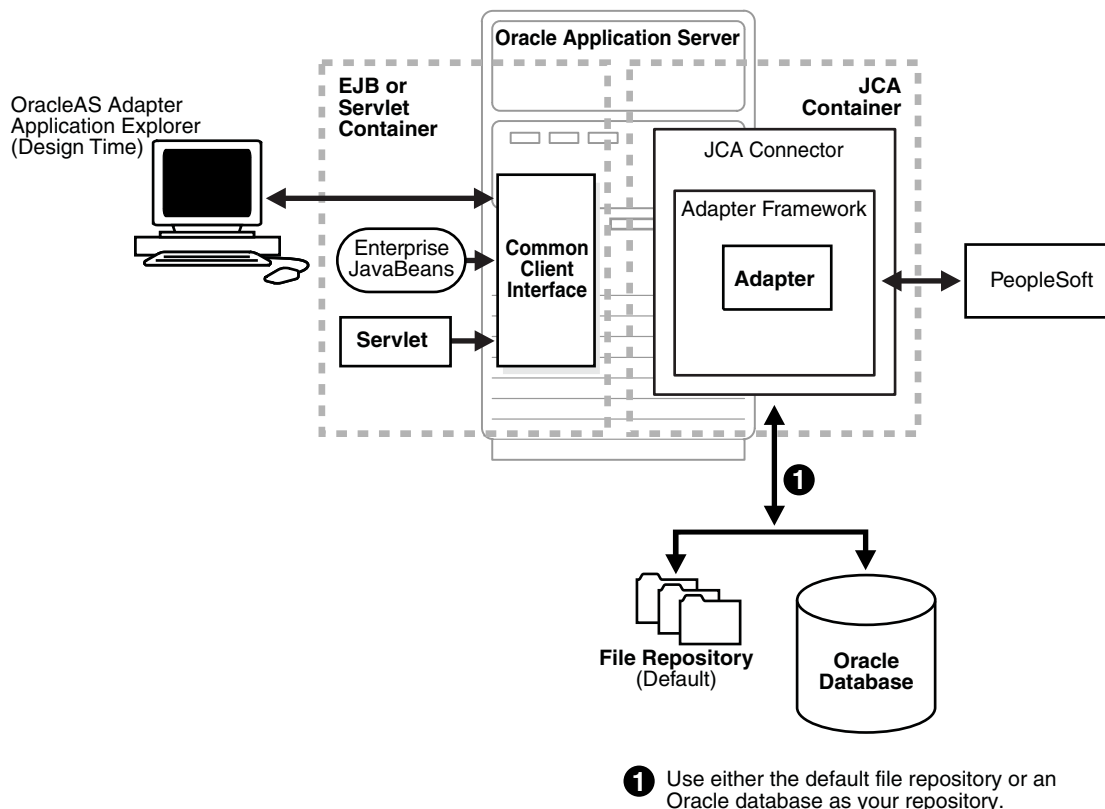 Oracle Application Server
EJB or
Servlet
Container
JCA
Container
OracleAS Adapter
Application Explorer
(Design Time)
JCA Connector
Adapter Framework
Adapter
Enterprise
JavaBeans
Common
Client
Interface
Servlet
PeopleSoft
1
File Repository
(Default)
Oracle
Database
1 Use either the default file repository or an
Oracle database as your repository.